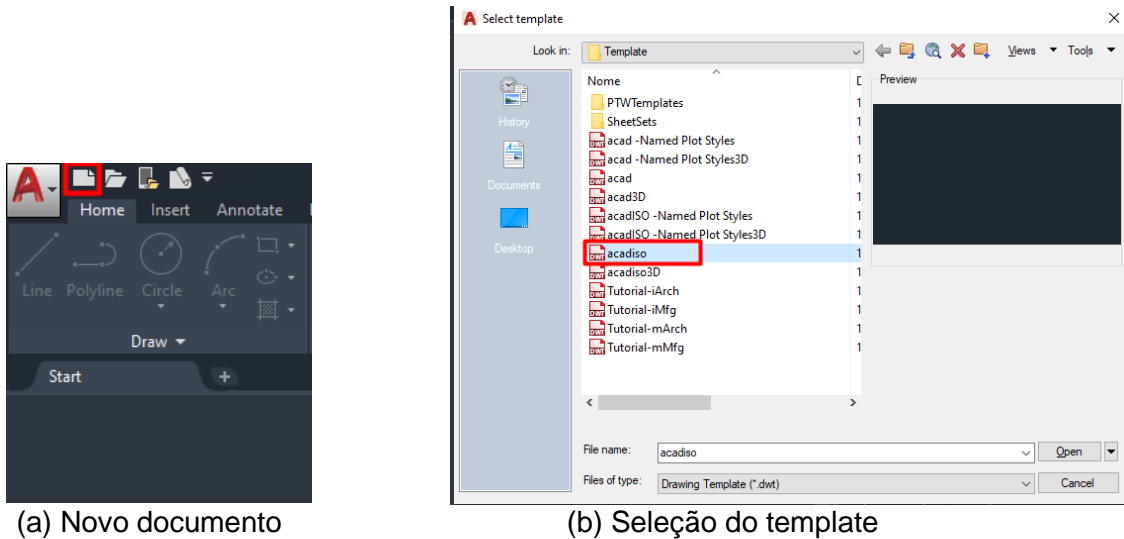 Select template
Look in:
Template
Views
Tools
History
Documents
Desktop
Nome
PTWTemplates
SheetSets
acad -Named Plot Styles
acad -Named Plot Styles3D
acad
acad3D
acadISO -Named Plot Styles
acadISO -Named Plot Styles3D
acadiso
acadiso3D
Tutorial-iArch
Tutorial-iMfg
Tutorial-mArch
Tutorial-mMfg
Preview
File name:
acadiso
Open
Files of type:
Drawing Template (*.dwt)
Cancel
Home Insert Annotate
Line Polyline Circle Arc
Draw
Start
(a) Novo documento
(b) Seleção do template